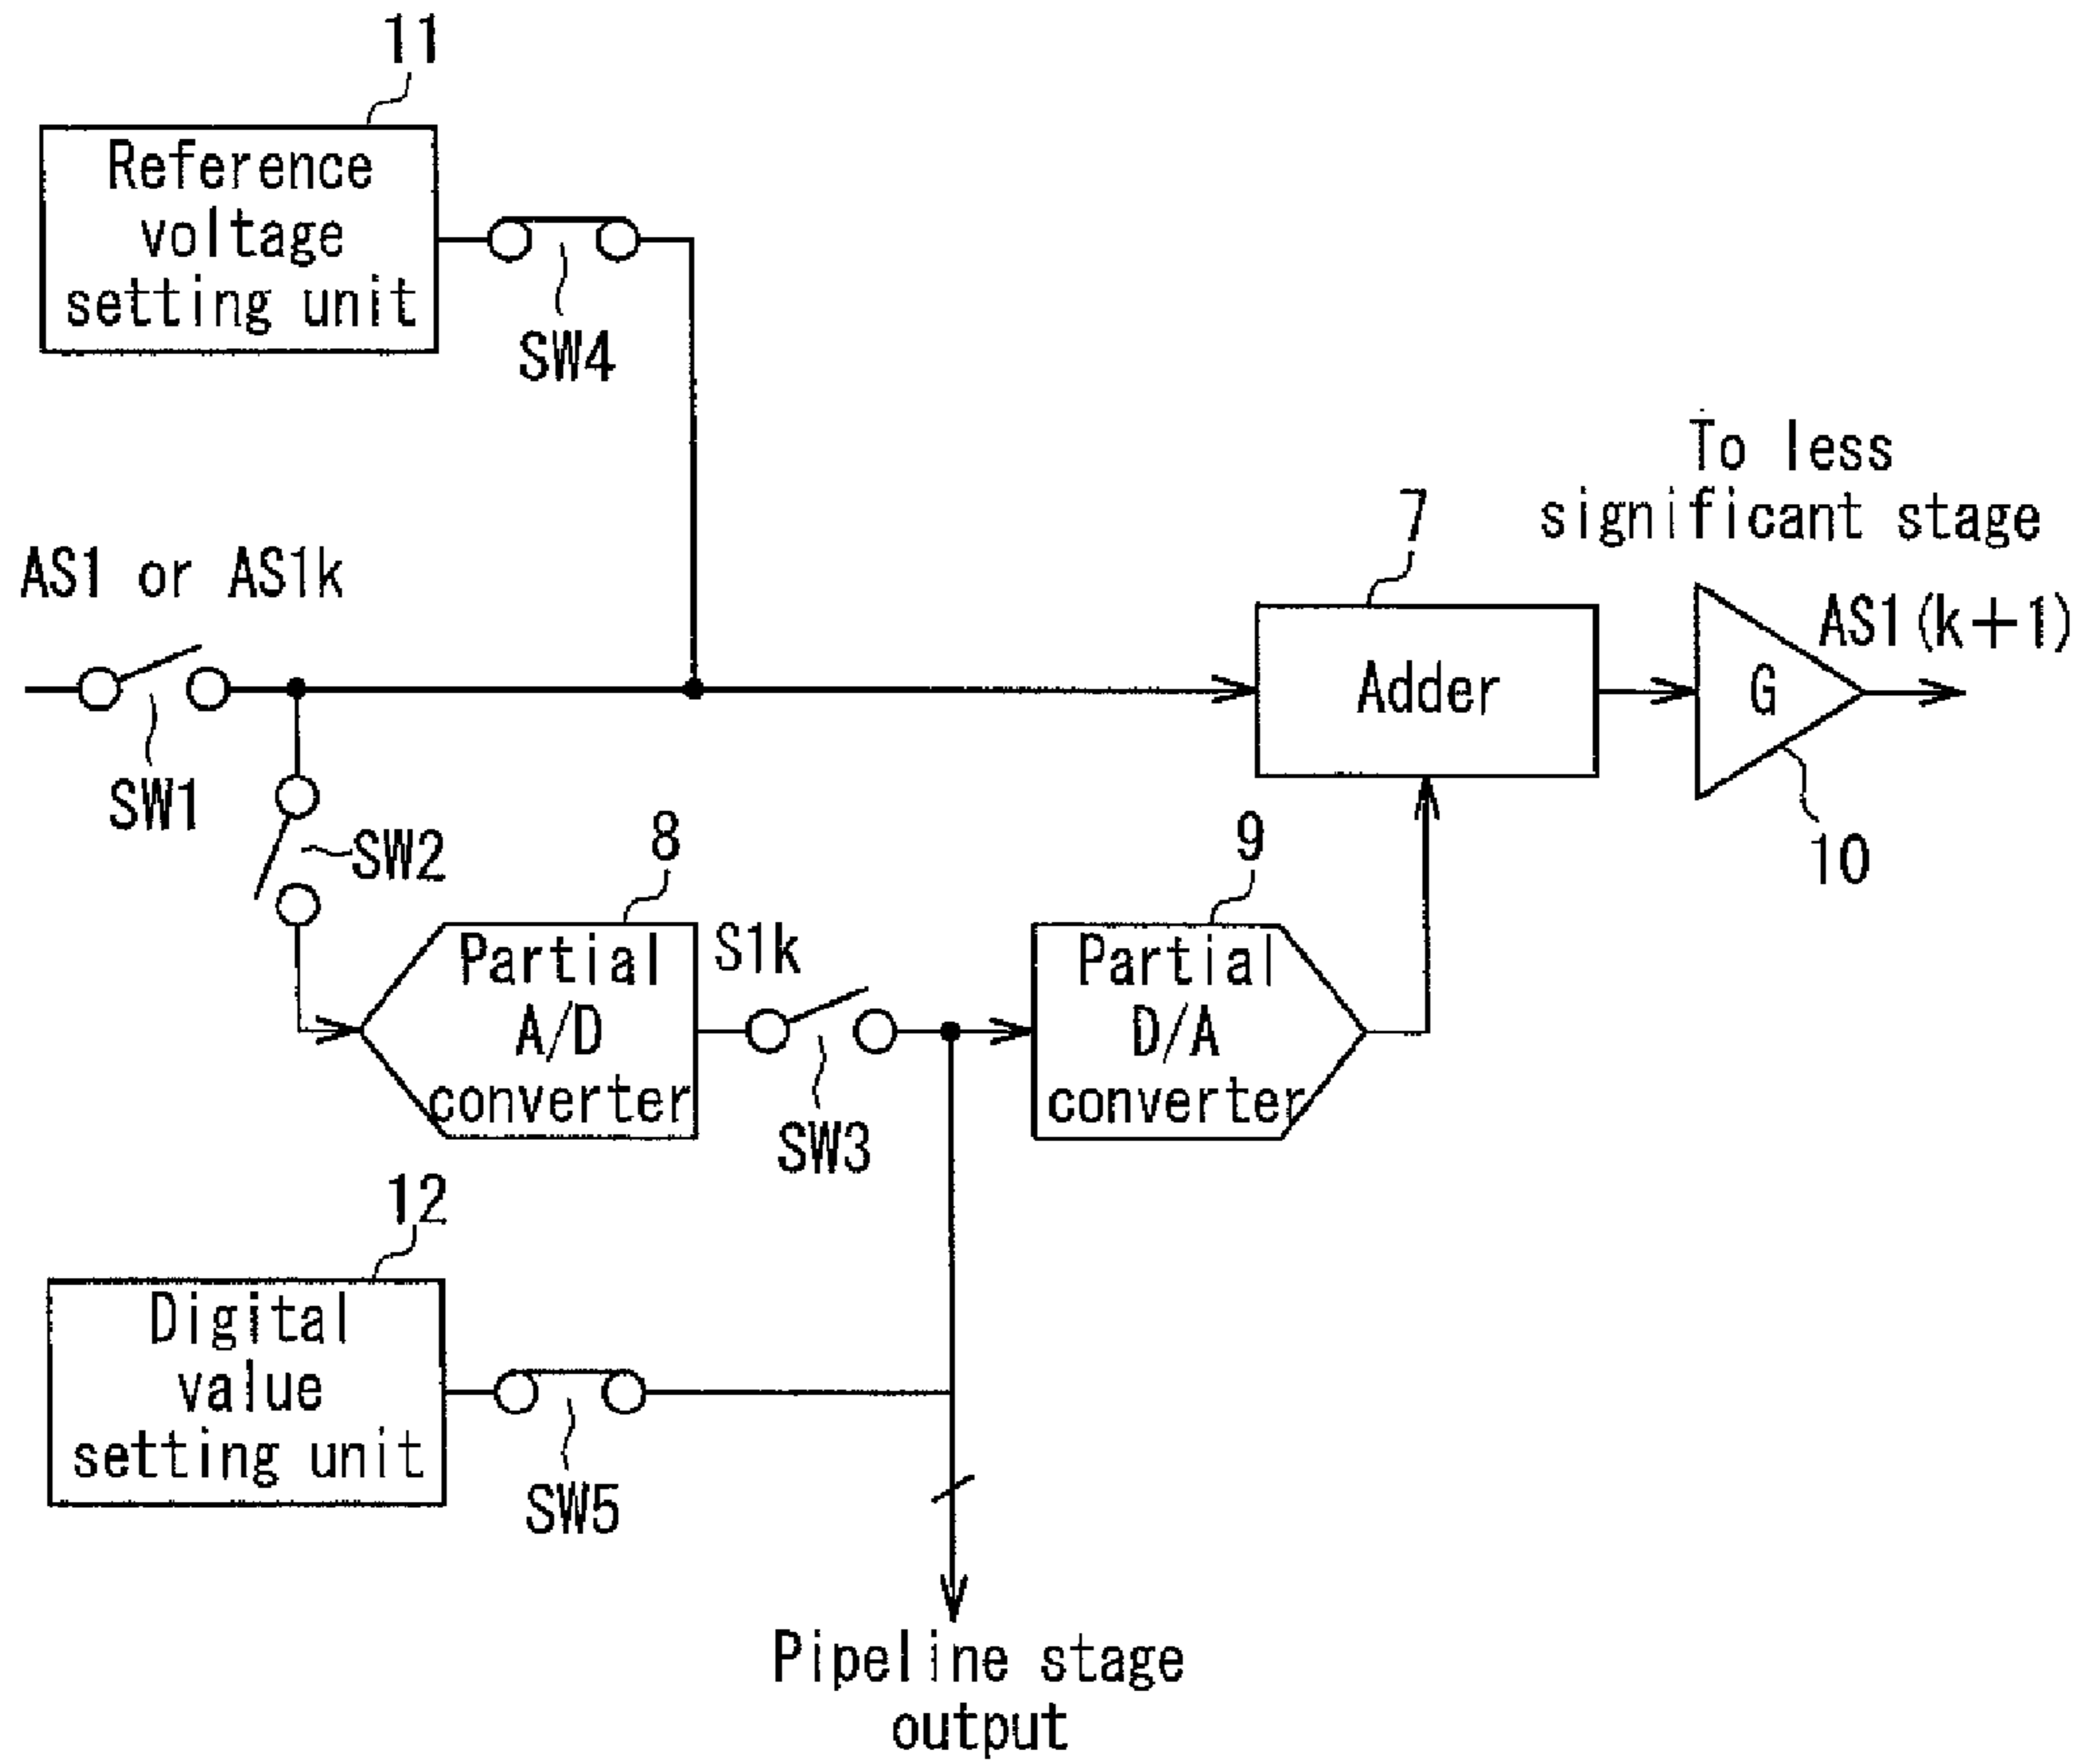 11
Reference
voltage
setting unit
SW4
To less
significant stage
7
AS1 or AS1k
AS1(k+1)
Adder
G
SW1
SW2
8
9
10
Partial
A/D
converter
S1k
Partial
D/A
converter
SW3
12
Digital
value
setting unit
SW5
Pipeline stage
output